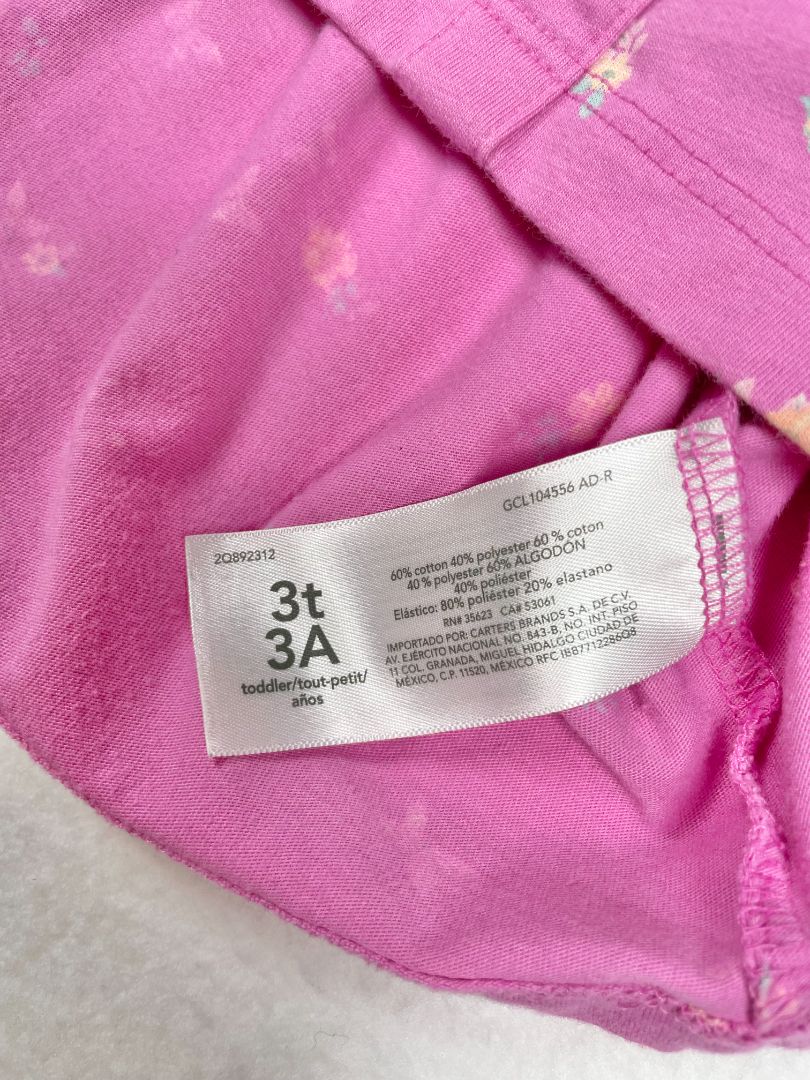 GCL104556 AD-R
2Q892312
3t
3A
toddler/tout-petit/
años
60% cotton 40% polyester 60 % coton
40 % polyester 60% ALGODÓN
40% poliéster
Elástico: 80% poliéster 20% elastano
RN# 35623 CA# 53061
IMPORTADO POR: CARTERS BRANDS S.A. DE C.V.
AV. EJÉRCITO NACIONAL NO. 843-B, NO. INT. PISO
11 COL. GRANADA, MIGUEL HIDALGO CIUDAD DE
MÉXICO, C.P. 11520, MÉXICO RFC IBB7712286Q8